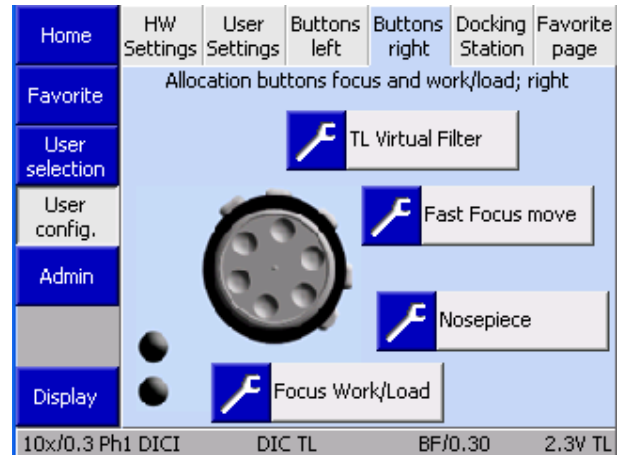 Home
HW Settings
User Settings
Buttons left
Buttons right
Docking Station
Favorite page
Favorite
Allocation buttons focus and work/load; right
User selection
TL Virtual Filter
User config.
Fast Focus move
Admin
Nosepiece
Display
Focus Work/Load
10x/0.3 Ph1 DICI DIC TL BF/0.30 2.3V TL